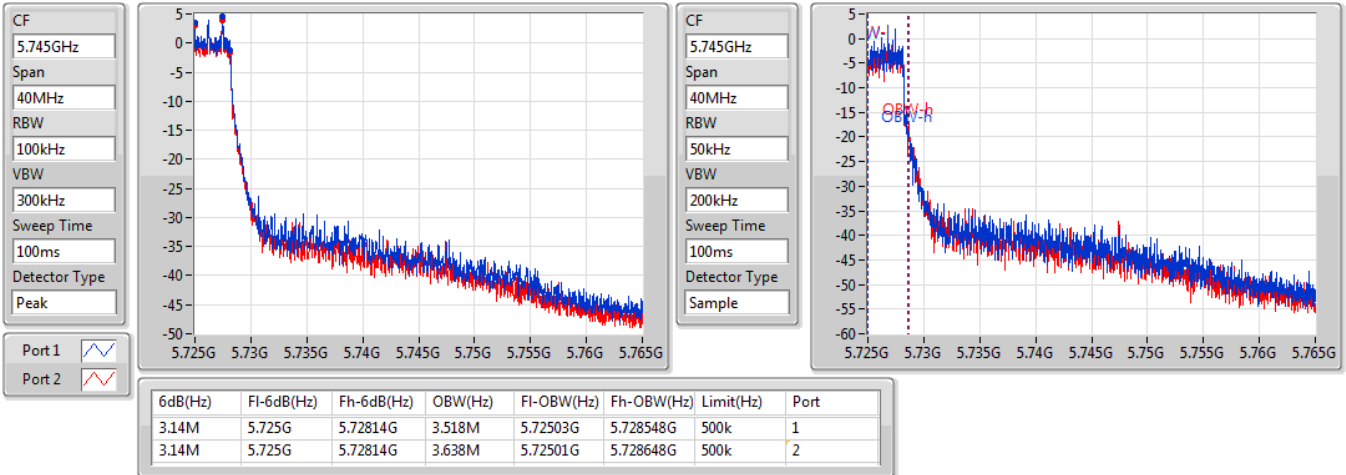 CF
5.745GHz
Span
40MHz
RBW
100kHz
VBW
300kHz
Sweep Time
100ms
Detector Type
Peak
5-
0-
-5-
-10-
-15-
-20-
-25-
-30-
-35-
-40-
-45-
-50-
5.725G 5.73G 5.735G 5.74G 5.745G 5.75G 5.755G 5.76G 5.765G
CF
5.745GHz
Span
40MHz
RBW
50kHz
VBW
200kHz
Sweep Time
100ms
Detector Type
Sample
5-
0-
-5-
-10-
-15-
-20-
-25-
-30-
-35-
-40-
-45-
-50-
-55-
-60-
W-l
OBW-h
OBW-h
5.725G 5.73G 5.735G 5.74G 5.745G 5.75G 5.755G 5.76G 5.765G
Port 1
Port 2
6dB(Hz) Fl-6dB(Hz) Fh-6dB(Hz) OBW(Hz) Fl-OBW(Hz) Fh-OBW(Hz) Limit(Hz) Port
3.14M 5.725G 5.72814G 3.518M 5.72503G 5.728548G 500k 1
3.14M 5.725G 5.72814G 3.638M 5.72501G 5.728648G 500k 2